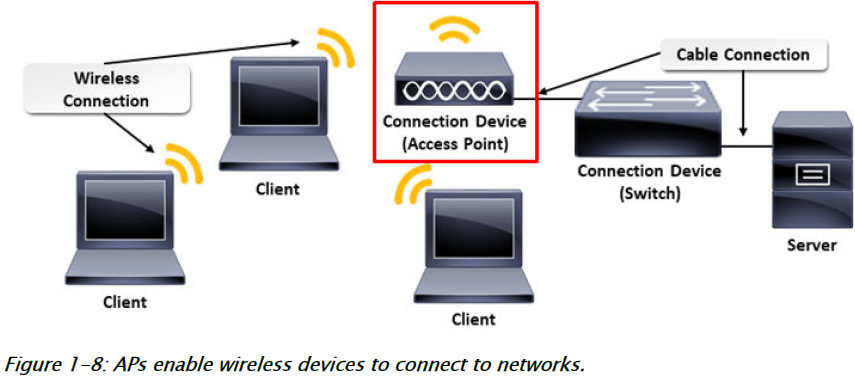 Wireless
Connection
Cable Connection
Connection Device
(Access Point)
Client
Connection Device
(Switch)
Server
Client
Client
Figure 1-8: APs enable wireless devices to connect to networks.